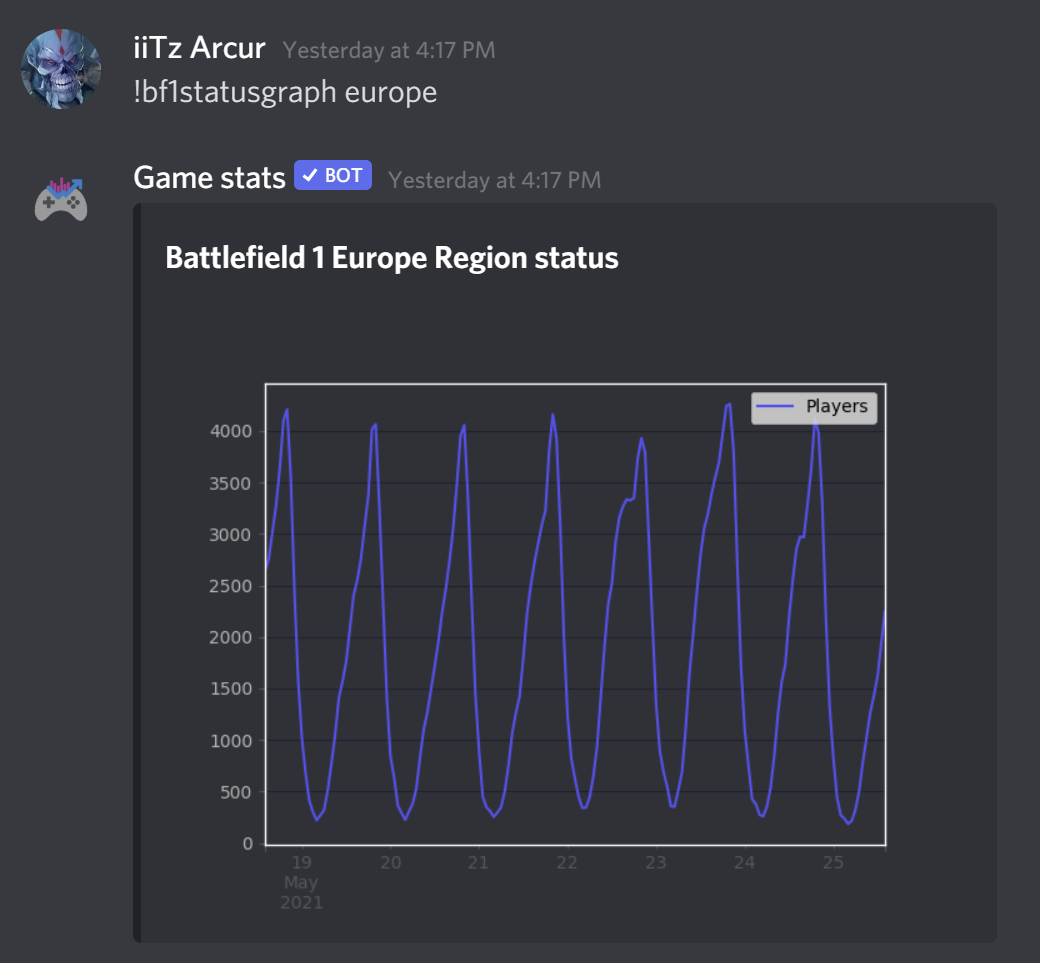 iiTz Arcur Yesterday at 4:17 PM
!bf1statusgraph europe
Game stats BOT Yesterday at 4:17 PM
Battlefield 1 Europe Region status
Players
4000
3500
3000
2500
2000
1500
1000
500
0
19 20 21 22 23 24 25
May
2021